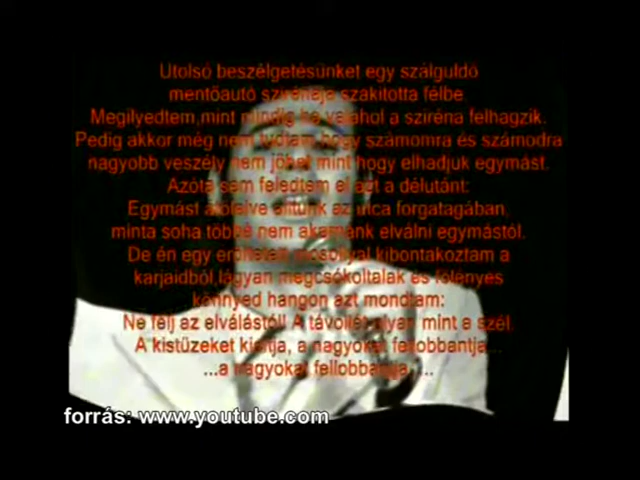 Utolsó beszélgetésünket egy szálguldó
mentőautó szirénája szakította félbe.
Megilyedtem,mint mindig ha valahol a sziréna felhagzik.
Pedig akkor még nem tudtam,hogy számomra és számodra
nagyobb veszély nem jöhet mint hogy elhadjuk egymást.
Azóta sem feledtem el azt a délutánt:
Egymást átölelve álltunk az utca forgatagában,
minta soha többé nem akarnánk elválni egymástól.
De én egy erőltetett mosollyal kibontakoztam a
karjaidból,lágyan megcsókoltalak és fölényes
könnyed hangon azt mondtam:
Ne félj az elválástól! A távollét olyan mint a szél.
A kistüzeket kioltja, a nagyokat fellobbantja...
...a nagyokat fellobbantja......
forrás: www.youtube.com